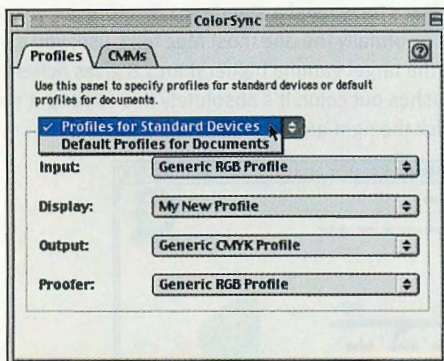 ColorSync
Profiles CMMs
Use this panel to specify profiles for standard devices or default
profiles for documents.
✓ Profiles for Standard Devices
Default Profiles for Documents
Input: Generic RGB Profile
Display: My New Profile
Output: Generic CMYK Profile
Proofer: Generic RGB Profile